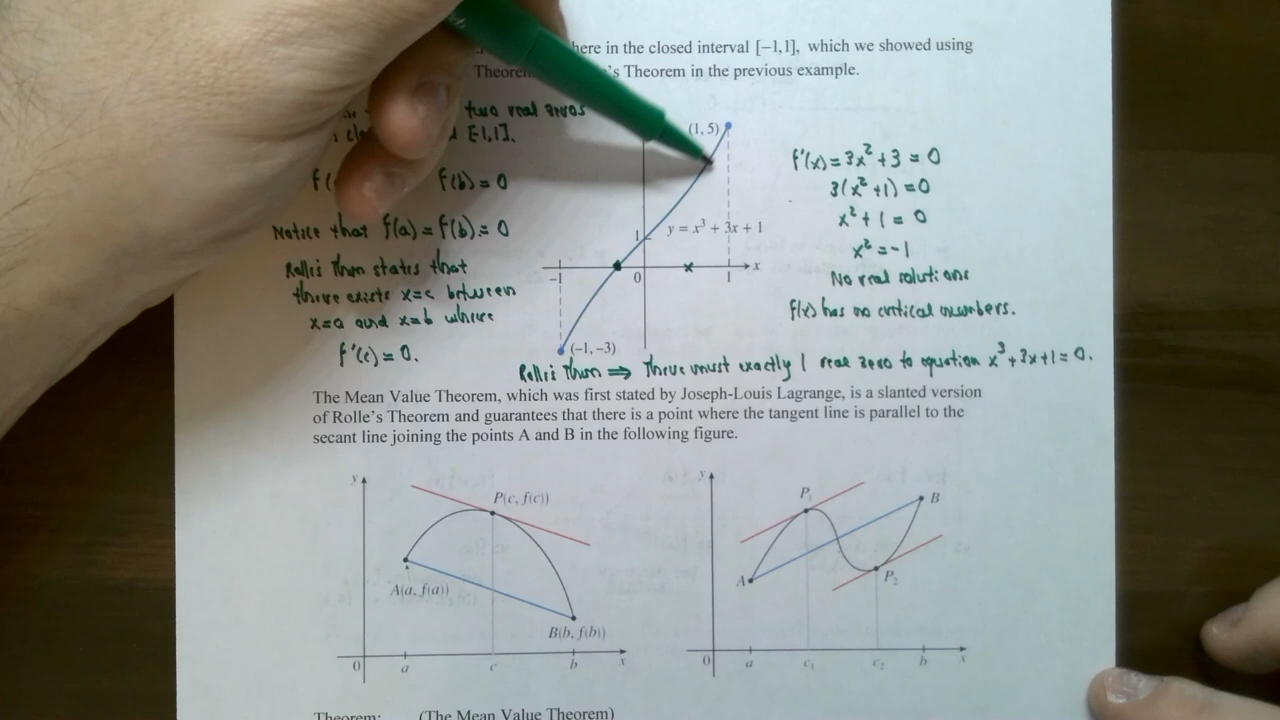 here in the closed interval [−1,1], which we showed using
's Theorem in the previous example.
two real zeros
[-1,1].
f(b) = 0
Notice that f(a) = f(b) = 0
Rolle's Thm states that
there exists x=c between
x=a and x=b where
f'(c) = 0.
(1, 5)
y = x³ + 3x + 1
1
−1
0
1
x
(−1, −3)
f'(x) = 3x² + 3 = 0
3(x² + 1) = 0
x² + 1 = 0
x² = -1
No real solutions
f(x) has no critical numbers.
Rolle's Thm ⇒ There must exactly 1 real zero to equation x³ + 3x + 1 = 0.
The Mean Value Theorem, which was first stated by Joseph-Louis Lagrange, is a slanted version
of Rolle's Theorem and guarantees that there is a point where the tangent line is parallel to the
secant line joining the points A and B in the following figure.
y
P(c, f(c))
A(a, f(a))
B(b, f(b))
0
a
c
b
x
y
P₁
B
A
P₂
0
a
c₁
c₂
b
x
Theorem: (The Mean Value Theorem)